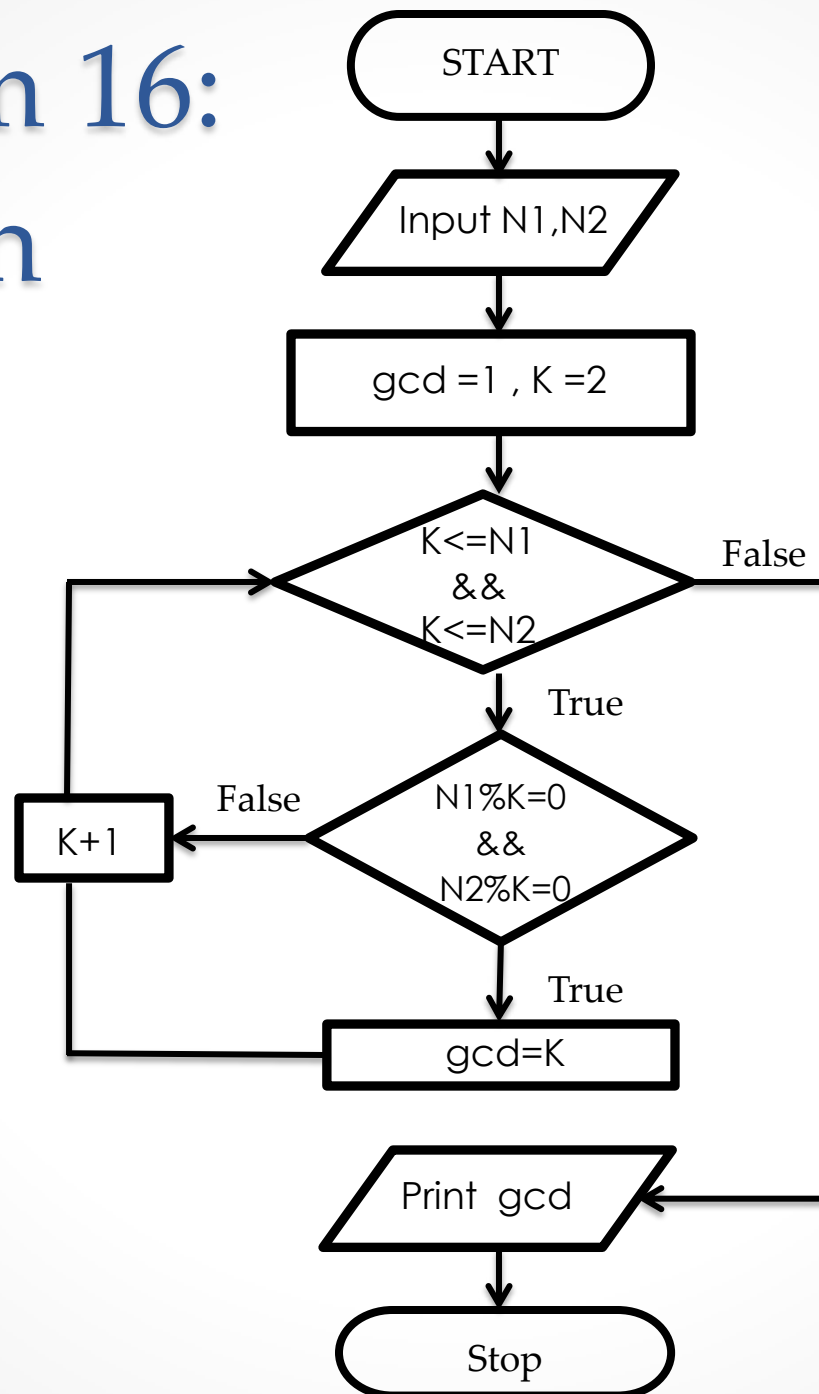 n 16:
n
START
Input N1,N2
gcd =1 , K =2
K<=N1
&&
K<=N2
False
True
N1%K=0
&&
N2%K=0
False
K+1
True
gcd=K
Print gcd
Stop